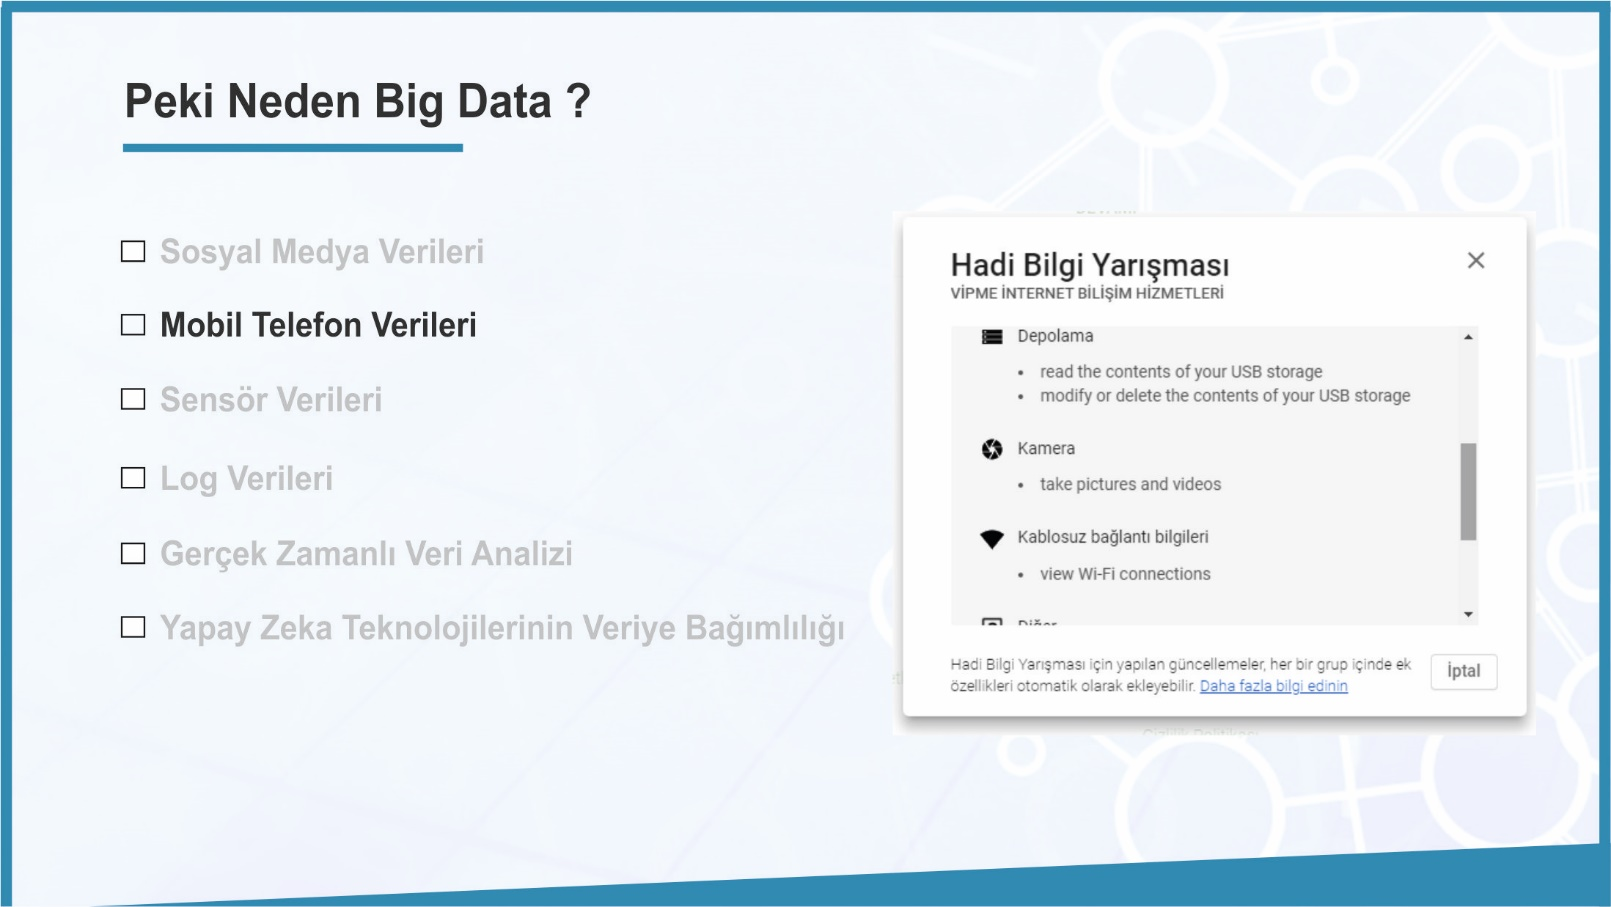 Peki Neden Big Data ?
Sosyal Medya Verileri
Mobil Telefon Verileri
Sensör Verileri
Log Verileri
Gerçek Zamanlı Veri Analizi
Yapay Zeka Teknolojilerinin Veriye Bağımlılığı
Hadi Bilgi Yarışması
VİPME İNTERNET BİLİŞİM HİZMETLERİ
Depolama
• read the contents of your USB storage
• modify or delete the contents of your USB storage
Kamera
• take pictures and videos
Kablosuz bağlantı bilgileri
• view Wi-Fi connections
Diğer
Hadi Bilgi Yarışması için yapılan güncellemeler, her bir grup içinde ek
özellikleri otomatik olarak ekleyebilir. Daha fazla bilgi edinin
İptal
Gizlilik Politikası